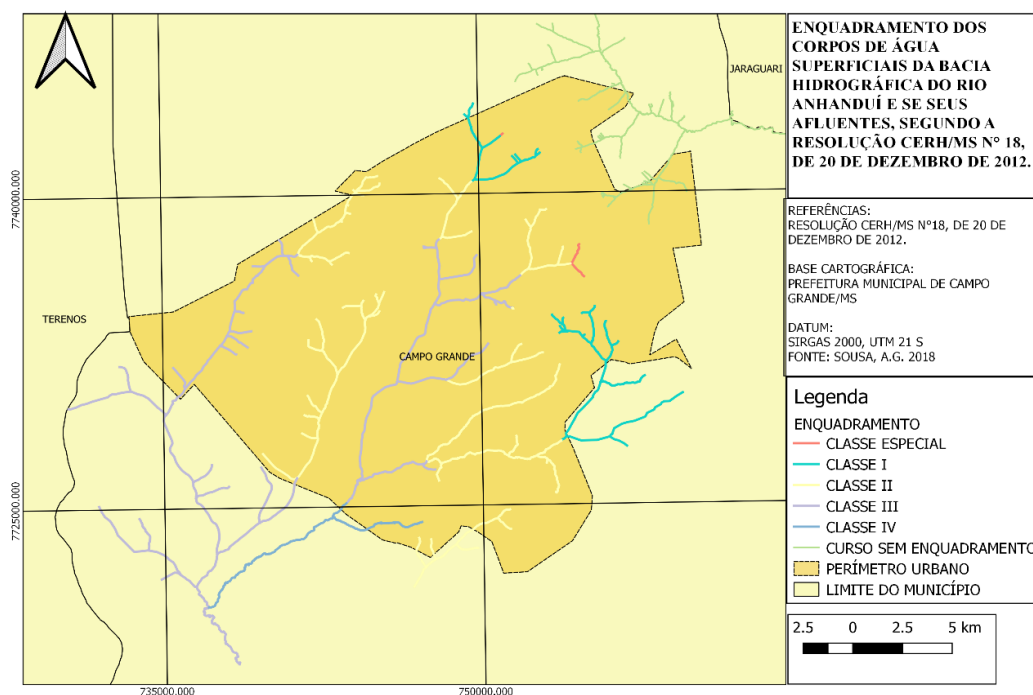 ENQUADRAMENTO DOS
CORPOS DE ÁGUA
SUPERFICIAIS DA BACIA
HIDROGRÁFICA DO RIO
ANHANDUÍ E SE SEUS
AFLUENTES, SEGUNDO A
RESOLUÇÃO CERH/MS N° 18,
DE 20 DE DEZEMBRO DE 2012.
JARAGUARI
7740000.000
REFERÊNCIAS:
RESOLUÇÃO CERH/MS N°18, DE 20 DE
DEZEMBRO DE 2012.
BASE CARTOGRÁFICA:
PREFEITURA MUNICIPAL DE CAMPO
GRANDE/MS
DATUM:
SIRGAS 2000, UTM 21 S
FONTE: SOUSA, A.G. 2018
TERENOS
CAMPO GRANDE
Legenda
ENQUADRAMENTO
CLASSE ESPECIAL
CLASSE I
CLASSE II
CLASSE III
CLASSE IV
CURSO SEM ENQUADRAMENTO
PERÍMETRO URBANO
LIMITE DO MUNICÍPIO
7725000.000
2.5 0 2.5 5 km
735000.000 750000.000